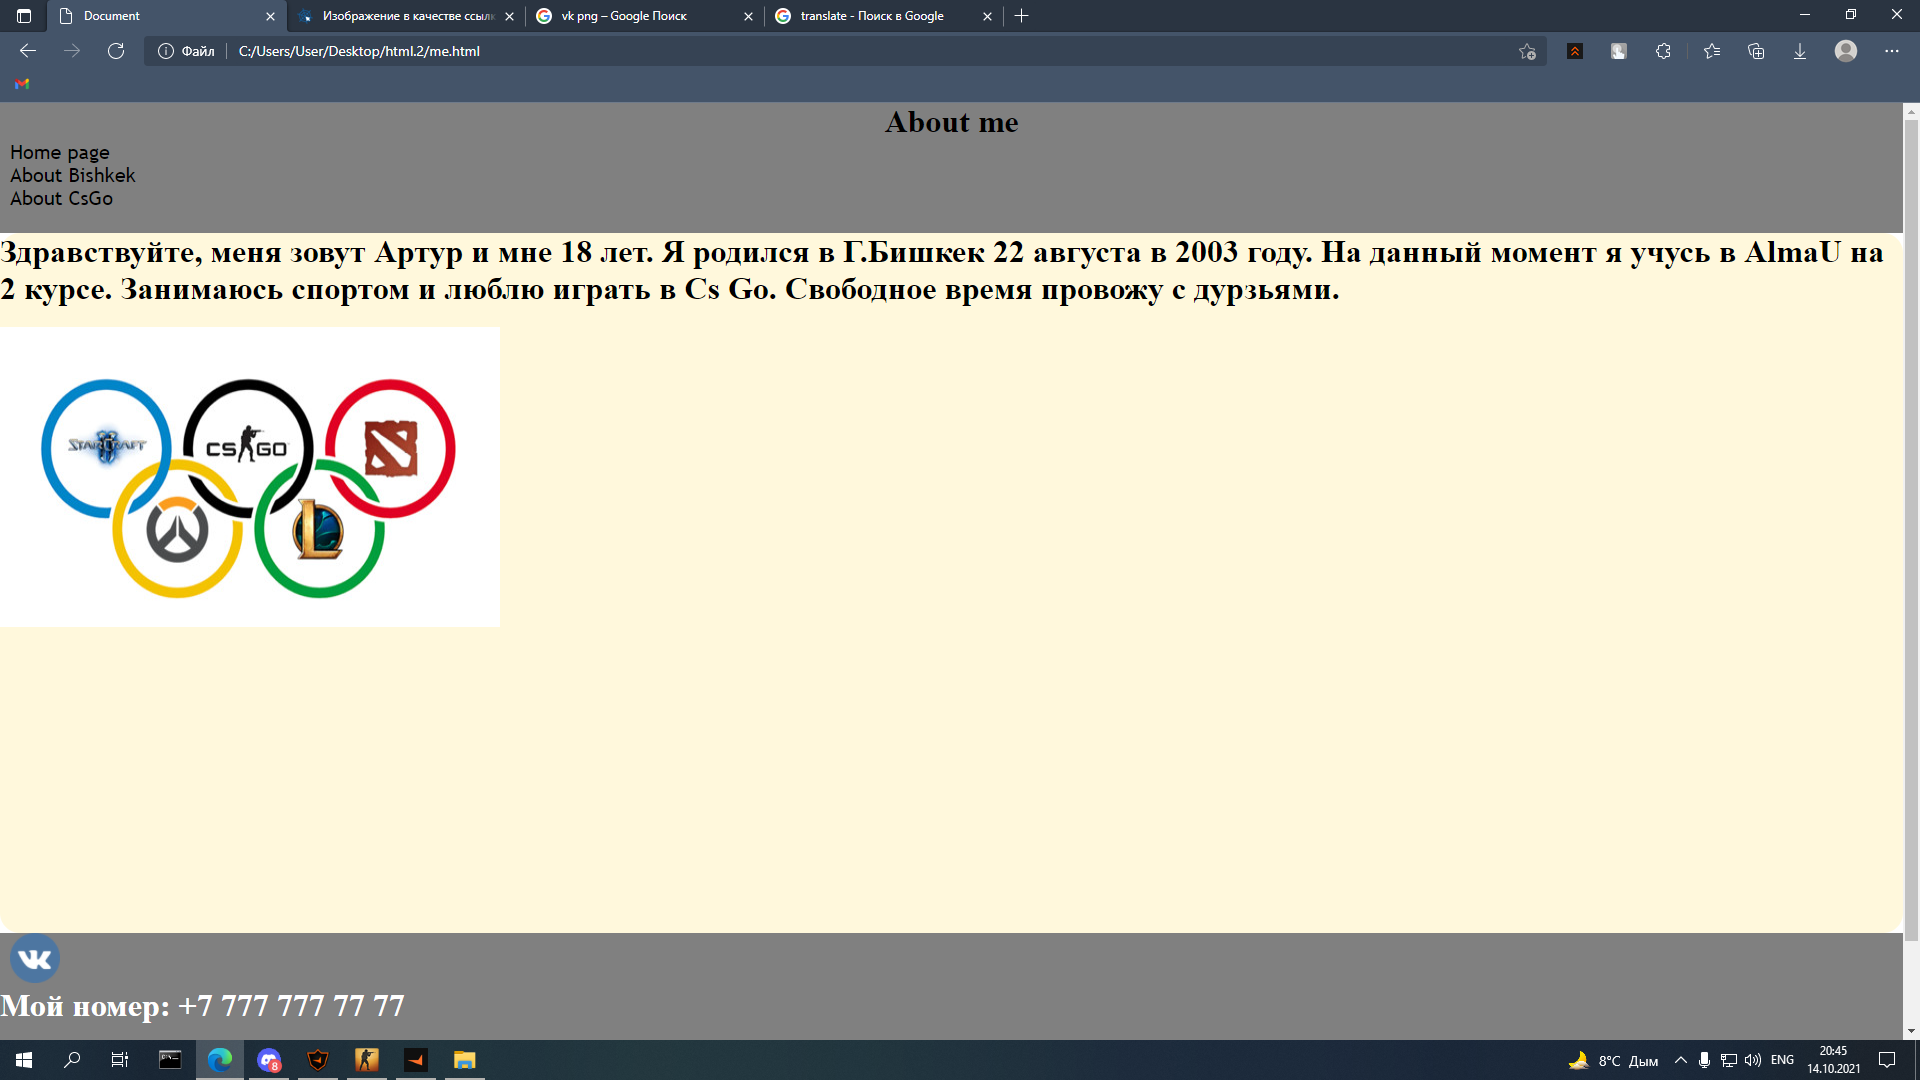 Document
Изображение в качестве ссылк
vk png – Google Поиск
translate - Поиск в Google
Файл
C:/Users/User/Desktop/html.2/me.html
About me
Home page
About Bishkek
About CsGo
Здравствуйте, меня зовут Артур и мне 18 лет. Я родился в Г.Бишкек 22 августа в 2003 году. На данный момент я учусь в AlmaU на
2 курсе. Занимаюсь спортом и люблю играть в Cs Go. Свободное время провожу с дурзьями.
STARCRAFT
CS GO
Мой номер: +7 777 777 77 77
8
8°C Дым
ENG
20:45
14.10.2021